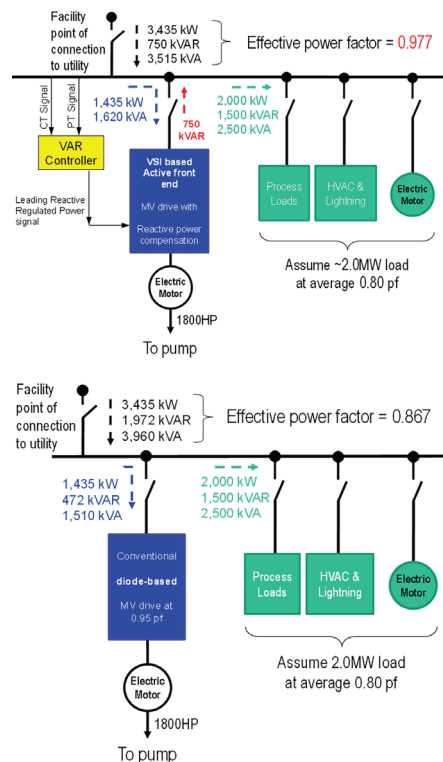 Facility
point of
connection
to utility
3,435 kW
750 kVAR
3,515 kVA
Effective power factor = 0.977
CT Signal
PT Signal
1,435 kW
1,620 kVA
750
kVAR
2,000 kW
1,500 kVAR
2,500 kVA
VAR
Controller
Leading Reactive
Regulated Power
signal
VSI based
Active front
end
MV drive with
Reactive power
compensation
Process
Loads
HVAC &
Lightning
Electric
Motor
Electric
Motor
Assume ~2.0MW load
at average 0.80 pf
1800HP
To pump
Facility
point of
connection
to utility
3,435 kW
1,972 kVAR
3,960 kVA
Effective power factor = 0.867
1,435 kW
472 kVAR
1,510 kVA
2,000 kW
1,500 kVAR
2,500 kVA
Conventional
diode-based
MV drive at
0.95 pf
Process
Loads
HVAC &
Lightning
Electric
Motor
Electric
Motor
Assume 2.0MW load
at average 0.80 pf
1800HP
To pump